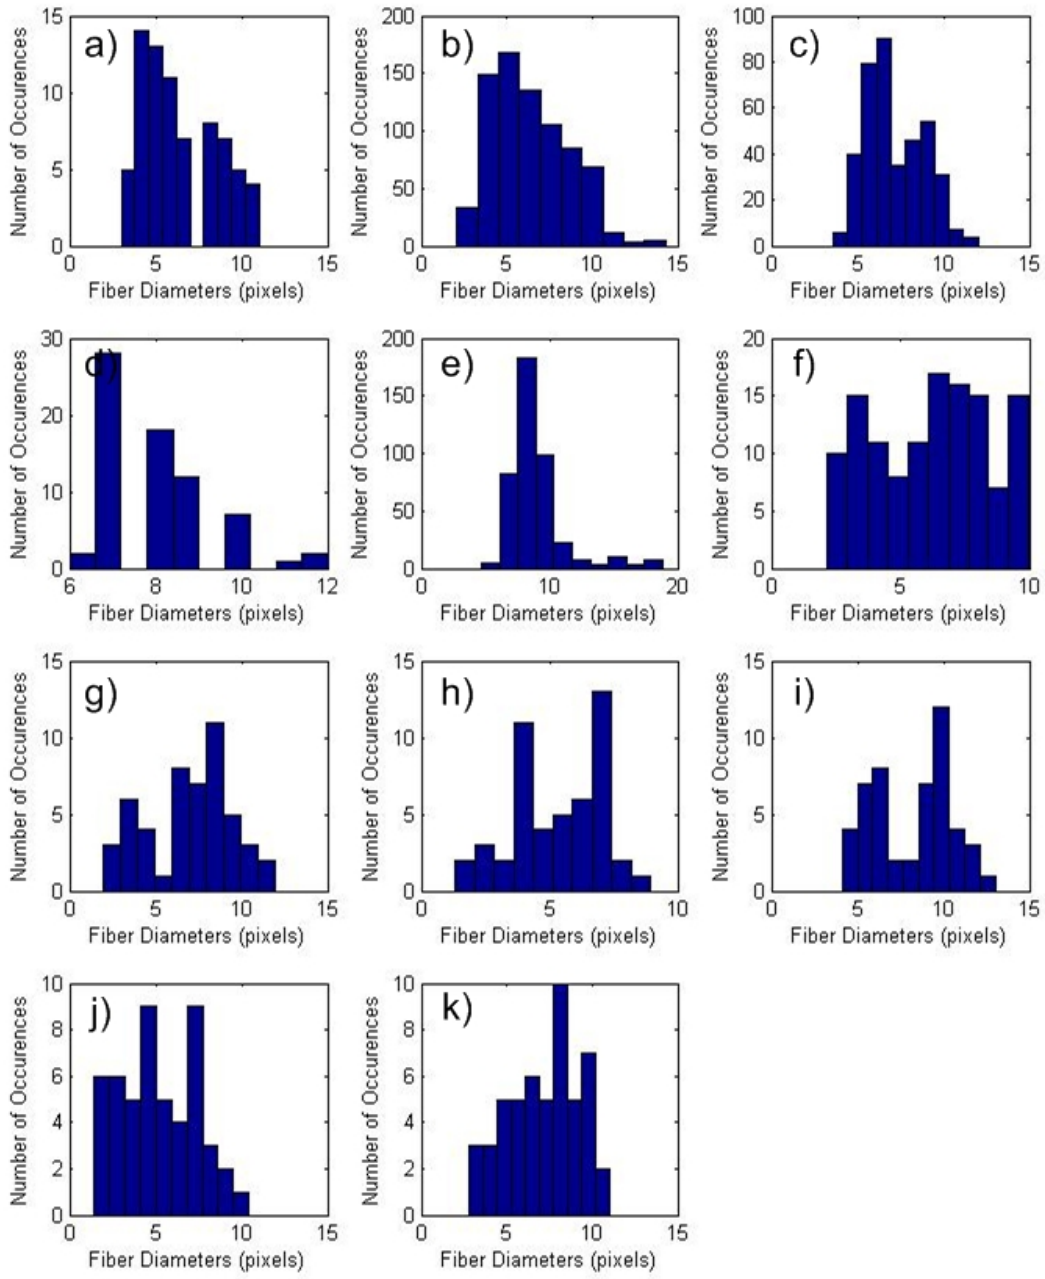 15 a) 200 b) 100 c)
10 150 80
5 100 60
0 50 40
0 20
0
Number of Occurences Number of Occurences Number of Occurences
0 5 10 15 0 5 10 15 0 5 10 15
Fiber Diameters (pixels) Fiber Diameters (pixels) Fiber Diameters (pixels)
30 d) 200 e) 20 f)
20 150 15
10 100 10
0 50 5
0 0
Number of Occurences Number of Occurences Number of Occurences
6 8 10 12 0 10 20 0 5 10
Fiber Diameters (pixels) Fiber Diameters (pixels) Fiber Diameters (pixels)
15 g) 15 h) 15 i)
10 10 10
5 5 5
0 0 0
Number of Occurences Number of Occurences Number of Occurences
0 5 10 15 0 5 10 0 5 10 15
Fiber Diameters (pixels) Fiber Diameters (pixels) Fiber Diameters (pixels)
10 j) 10 k)
8 8
6 6
4 4
2 2
0 0
Number of Occurences Number of Occurences
0 5 10 15 0 5 10 15
Fiber Diameters (pixels) Fiber Diameters (pixels)